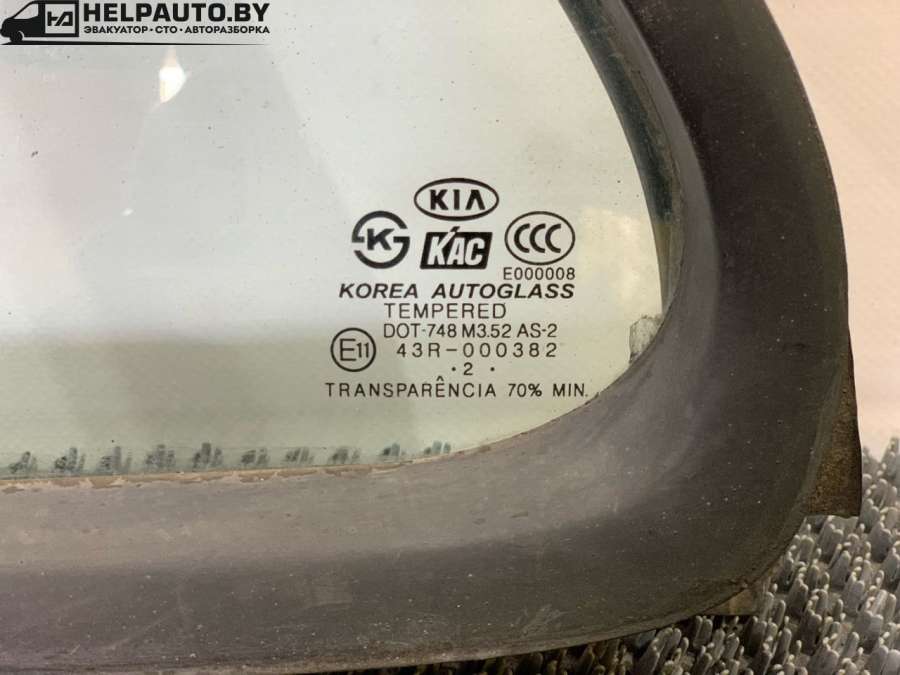 HELPAUTO.BY
ЭВАКУАТОР • СТО • АВТОРАЗБОРКА
KIA
KAC
CCC
E000008
KOREA AUTOGLASS
TEMPERED
DOT-748 M3.52 AS-2
E11 43R-000382
. 2 .
TRANSPARÊNCIA 70% MIN.